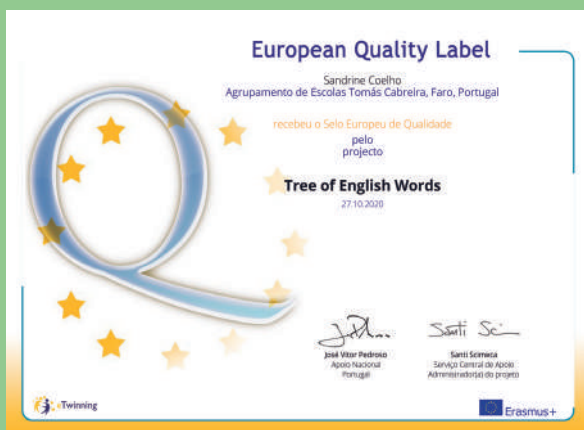 European Quality Label
Sandrine Coelho
Agrupamento de Escolas Tomás Cabreira, Faro, Portugal
recebeu o Selo Europeu de Qualidade
pelo
projecto
Tree of English Words
27.10.2020
José Vitor Pedroso
Apoio Nacional
Portugal
Santi Scimeca
Serviço Central de Apoio
Administrador(a) do projeto
eTwinning
Erasmus+